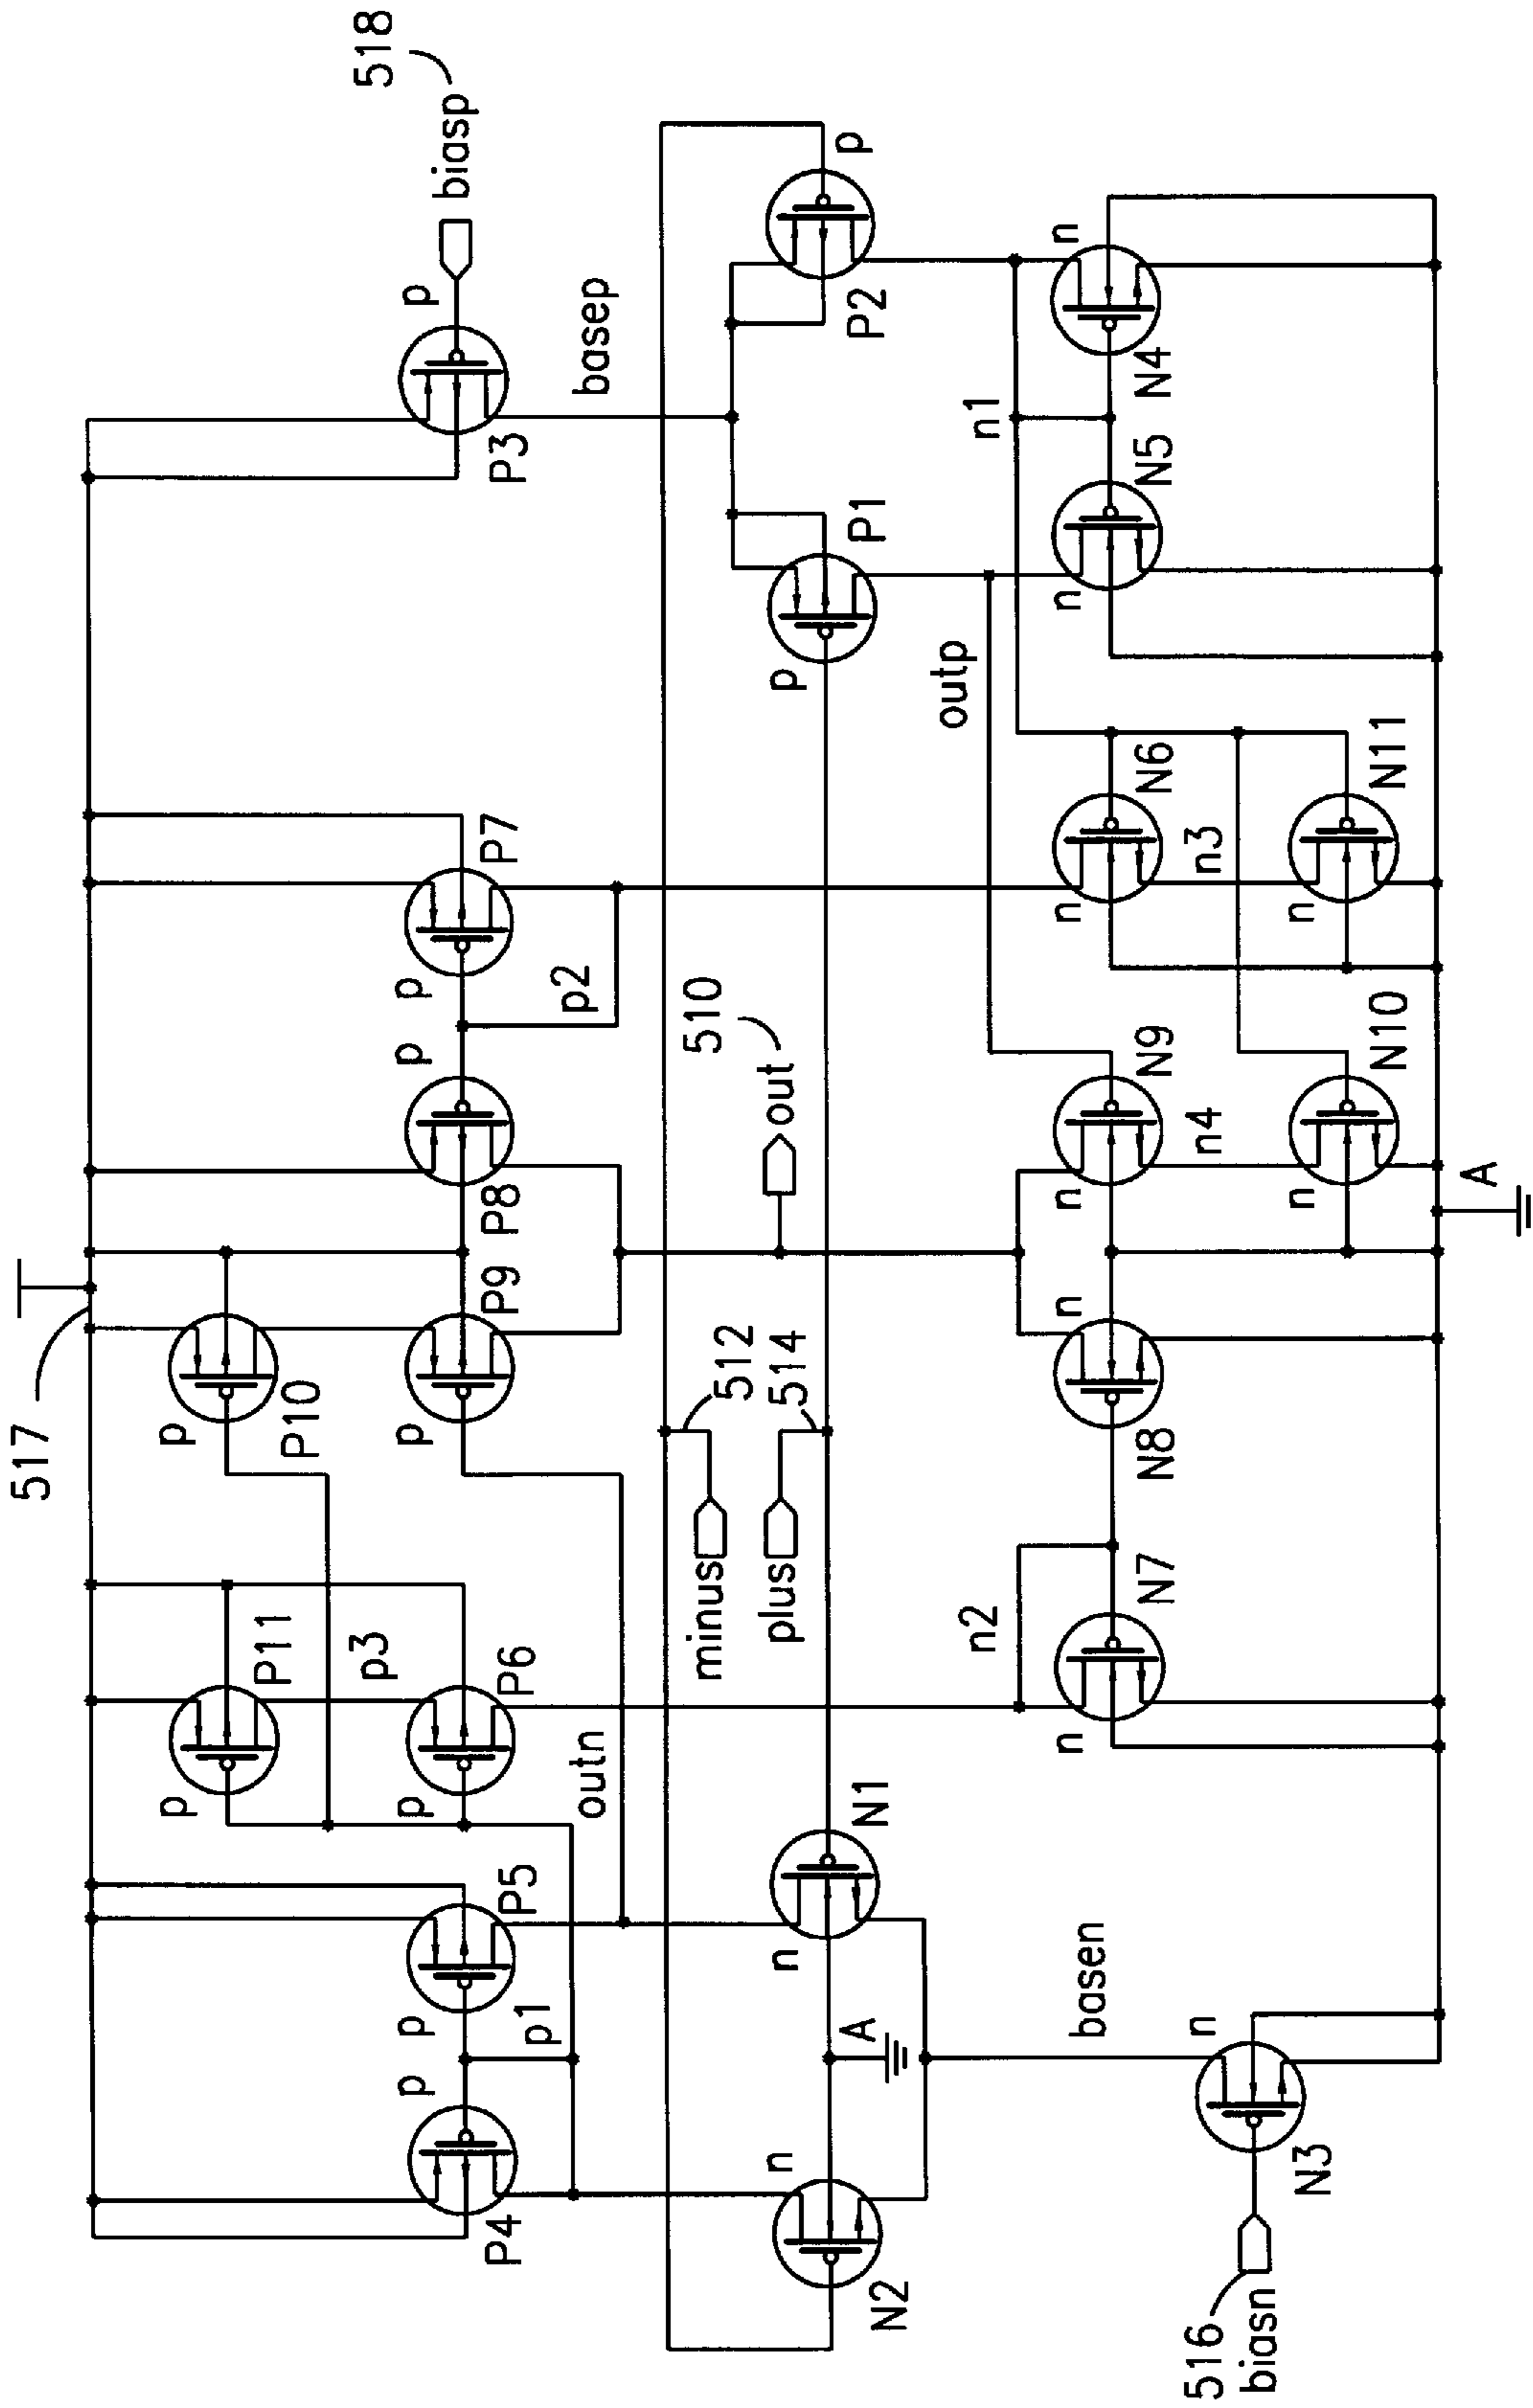 518
biasp
p
P3
basep
p
P2
n
N4
n1
N5
n
P1
p
outp
P7
p
p2
p
P8
510
out
N6
n3
N11
n
n
N9
n4
N10
n
n
A
517
P9
P10
p
p
512
514
minus
plus
n
N8
N7
n2
n
P11
p3
P6
p
p
outn
P5
p
p1
p
P4
N1
n
A
n
N2
basen
n
N3
516
biasn